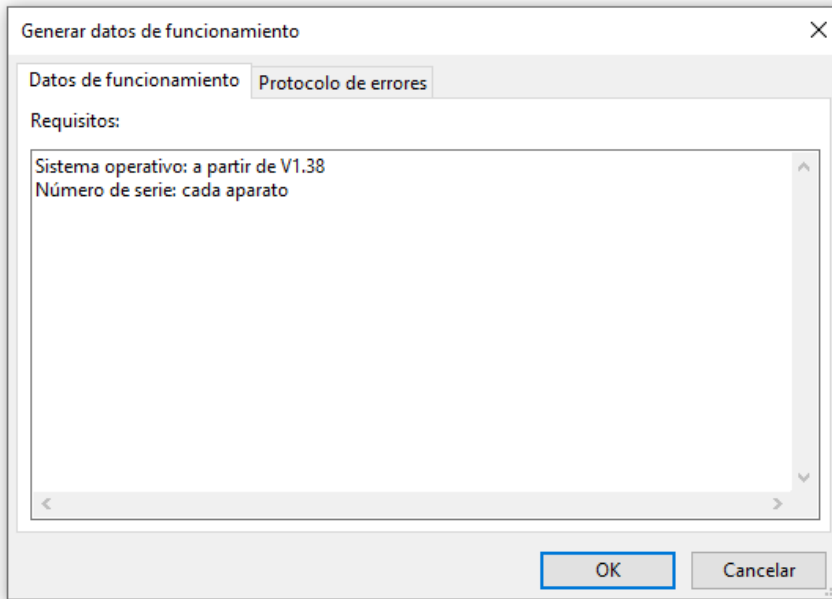 Generar datos de funcionamiento
Datos de funcionamiento
Protocolo de errores
Requisitos:
Sistema operativo: a partir de V1.38
Número de serie: cada aparato
OK
Cancelar